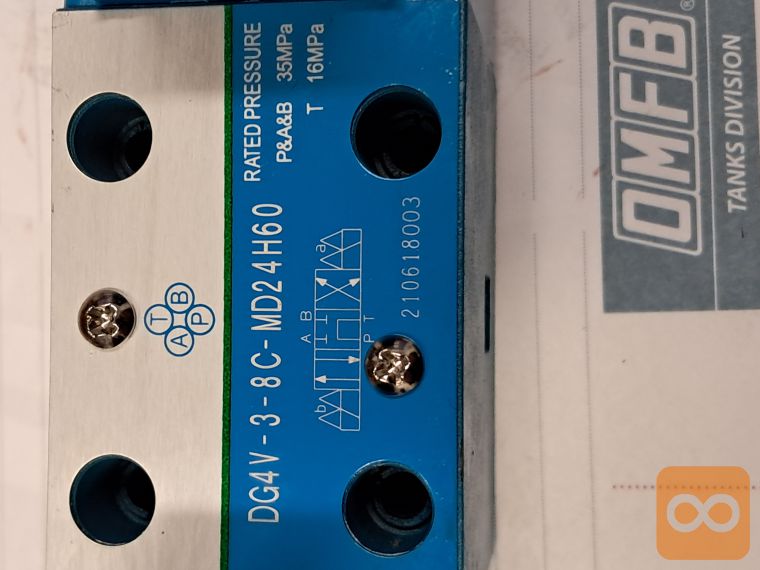 RATED PRESSURE
P&A&B 35MPa
T 16MPa
DG4V-3-8C-MD24H60
A B
b a
P T
210618003
T B
A P
OMFB®
TANKS DIVISION